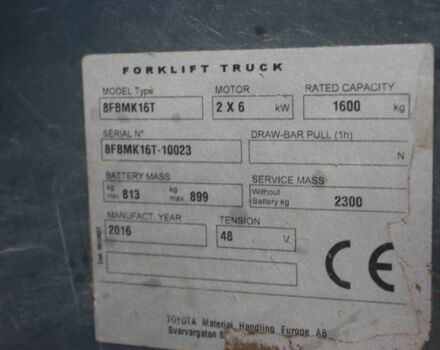 FORKLIFT TRUCK
MODEL Type MOTOR RATED CAPACITY
8FBMK16T 2 X 6 kW 1600 kg
SERIAL N° DRAW-BAR PULL (1h)
8FBMK16T-10023 N
BATTERY MASS SERVICE MASS
kg min 813 kg max 899 Without Battery kg 2300
MANUFACT. YEAR TENSION
2016 48 V.
CE
TOYOTA Material Handling Europe AB
Svarvargatan